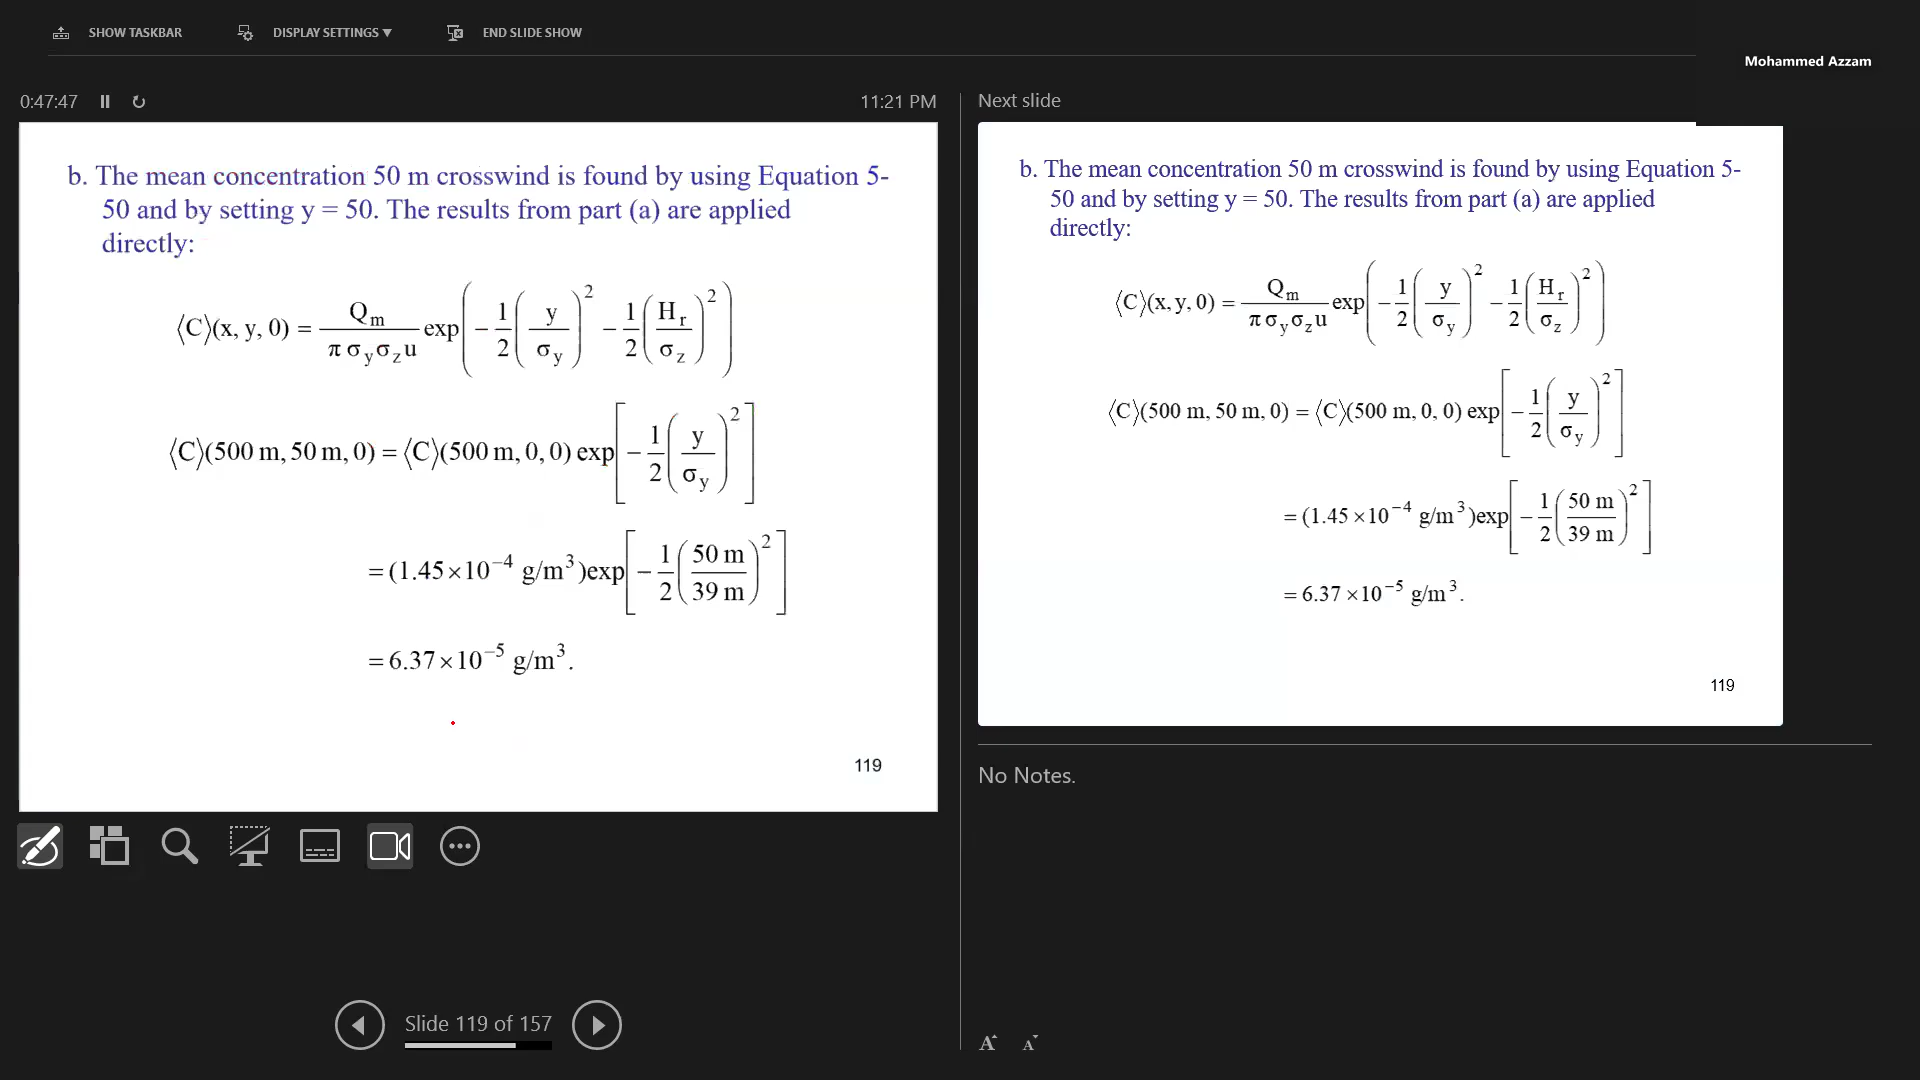 SHOW TASKBAR
DISPLAY SETTINGS ▼
END SLIDE SHOW
Mohammed Azzam
0:47:47
11:21 PM
Next slide
b. The mean concentration 50 m crosswind is found by using Equation 5-
50 and by setting y = 50. The results from part (a) are applied
directly:
⟨C⟩(x, y, 0) = Qm / (π σy σz u) exp( − 1/2 (y/σy)² − 1/2 (Hr/σz)² )
⟨C⟩(500 m, 50 m, 0) = ⟨C⟩(500 m, 0, 0) exp[ − 1/2 (y/σy)² ]
= (1.45 × 10⁻⁴ g/m³)exp[ − 1/2 (50 m/39 m)² ]
= 6.37 × 10⁻⁵ g/m³.
119
b. The mean concentration 50 m crosswind is found by using Equation 5-
50 and by setting y = 50. The results from part (a) are applied
directly:
⟨C⟩(x, y, 0) = Qm / (π σy σz u) exp( − 1/2 (y/σy)² − 1/2 (Hr/σz)² )
⟨C⟩(500 m, 50 m, 0) = ⟨C⟩(500 m, 0, 0) exp[ − 1/2 (y/σy)² ]
= (1.45 × 10⁻⁴ g/m³)exp[ − 1/2 (50 m/39 m)² ]
= 6.37 × 10⁻⁵ g/m³.
119
No Notes.
Slide 119 of 157
A A